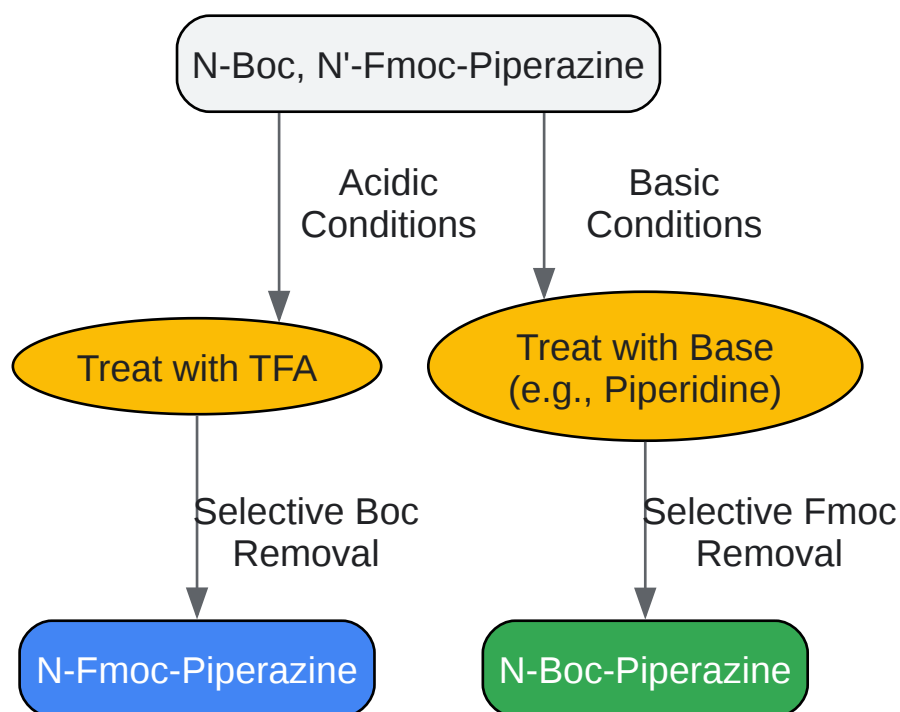 N-Boc, N'-Fmoc-Piperazine
Acidic
Conditions
Basic
Conditions
Treat with TFA
Treat with Base
(e.g., Piperidine)
Selective Boc
Removal
Selective Fmoc
Removal
N-Fmoc-Piperazine
N-Boc-Piperazine